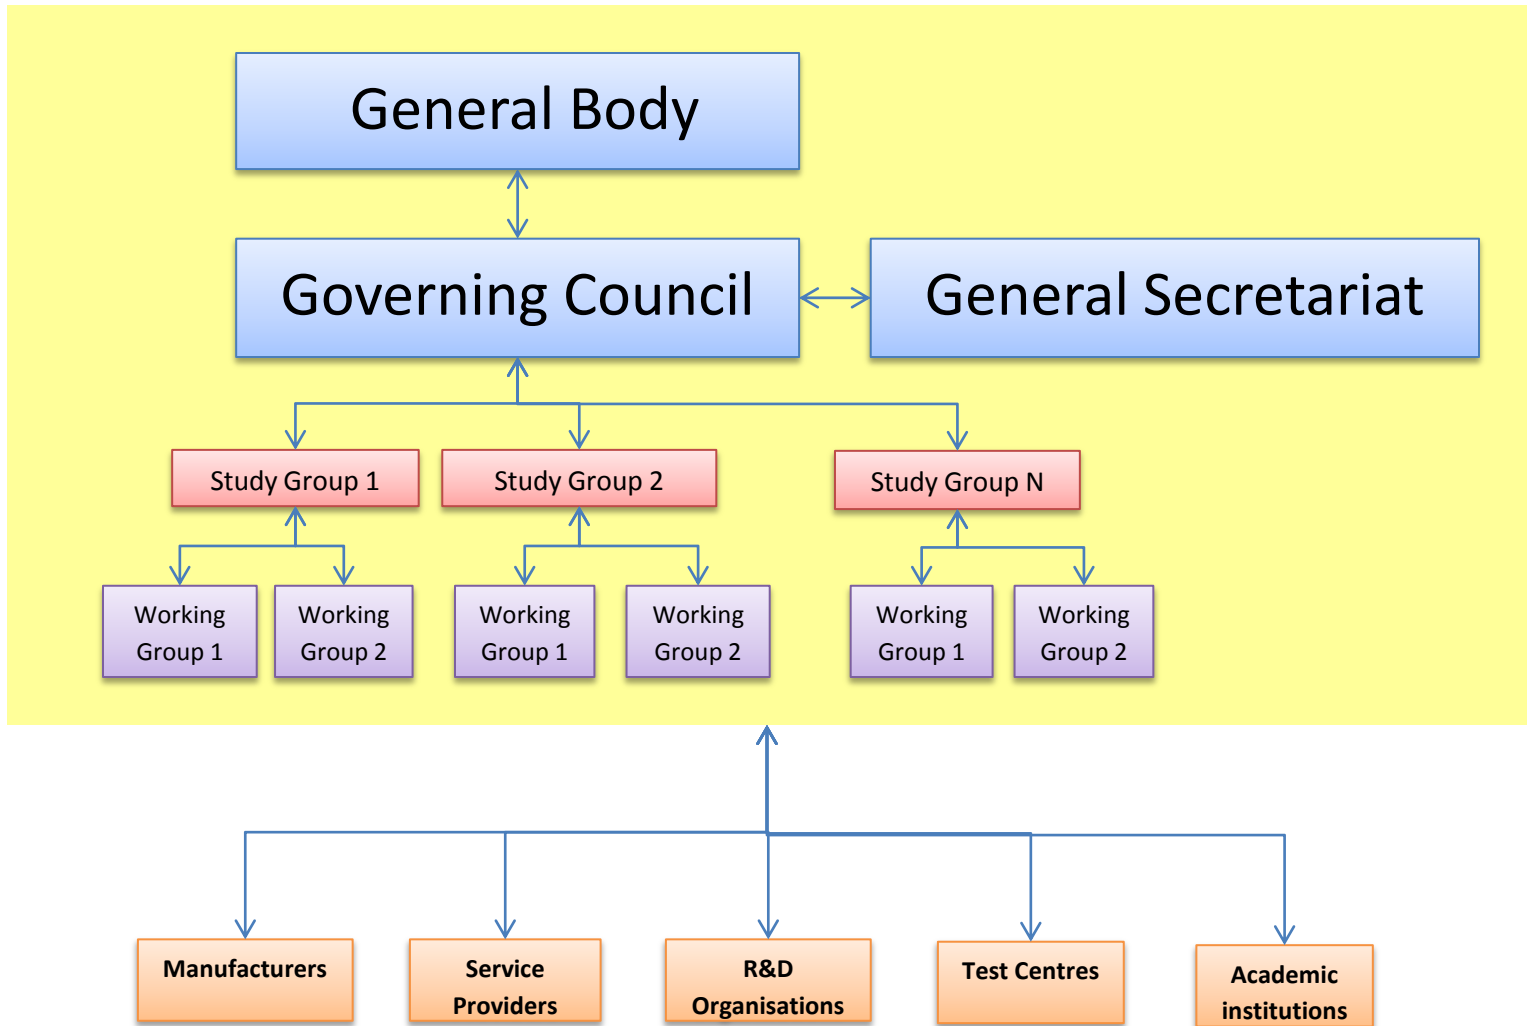 General Body
Governing Council
General Secretariat
Study Group 1
Study Group 2
Study Group N
Working
Group 1
Working
Group 2
Working
Group 1
Working
Group 2
Working
Group 1
Working
Group 2
Manufacturers
Service
Providers
R&D
Organisations
Test Centres
Academic
institutions